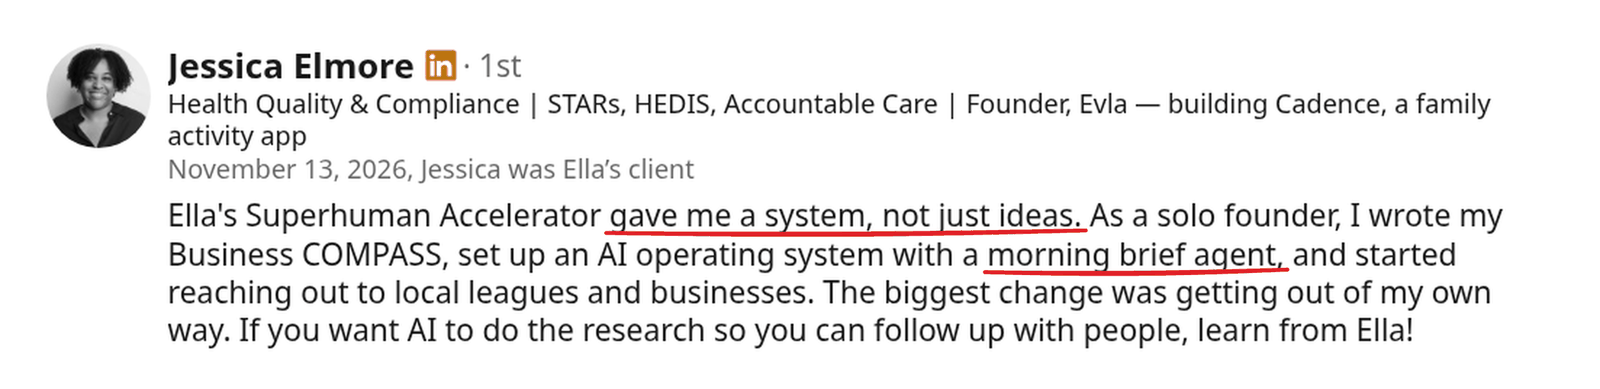 Jessica Elmore in · 1st
Health Quality & Compliance | STARs, HEDIS, Accountable Care | Founder, Evla — building Cadence, a family
activity app
November 13, 2026, Jessica was Ella’s client
Ella's Superhuman Accelerator gave me a system, not just ideas. As a solo founder, I wrote my
Business COMPASS, set up an AI operating system with a morning brief agent, and started
reaching out to local leagues and businesses. The biggest change was getting out of my own
way. If you want AI to do the research so you can follow up with people, learn from Ella!